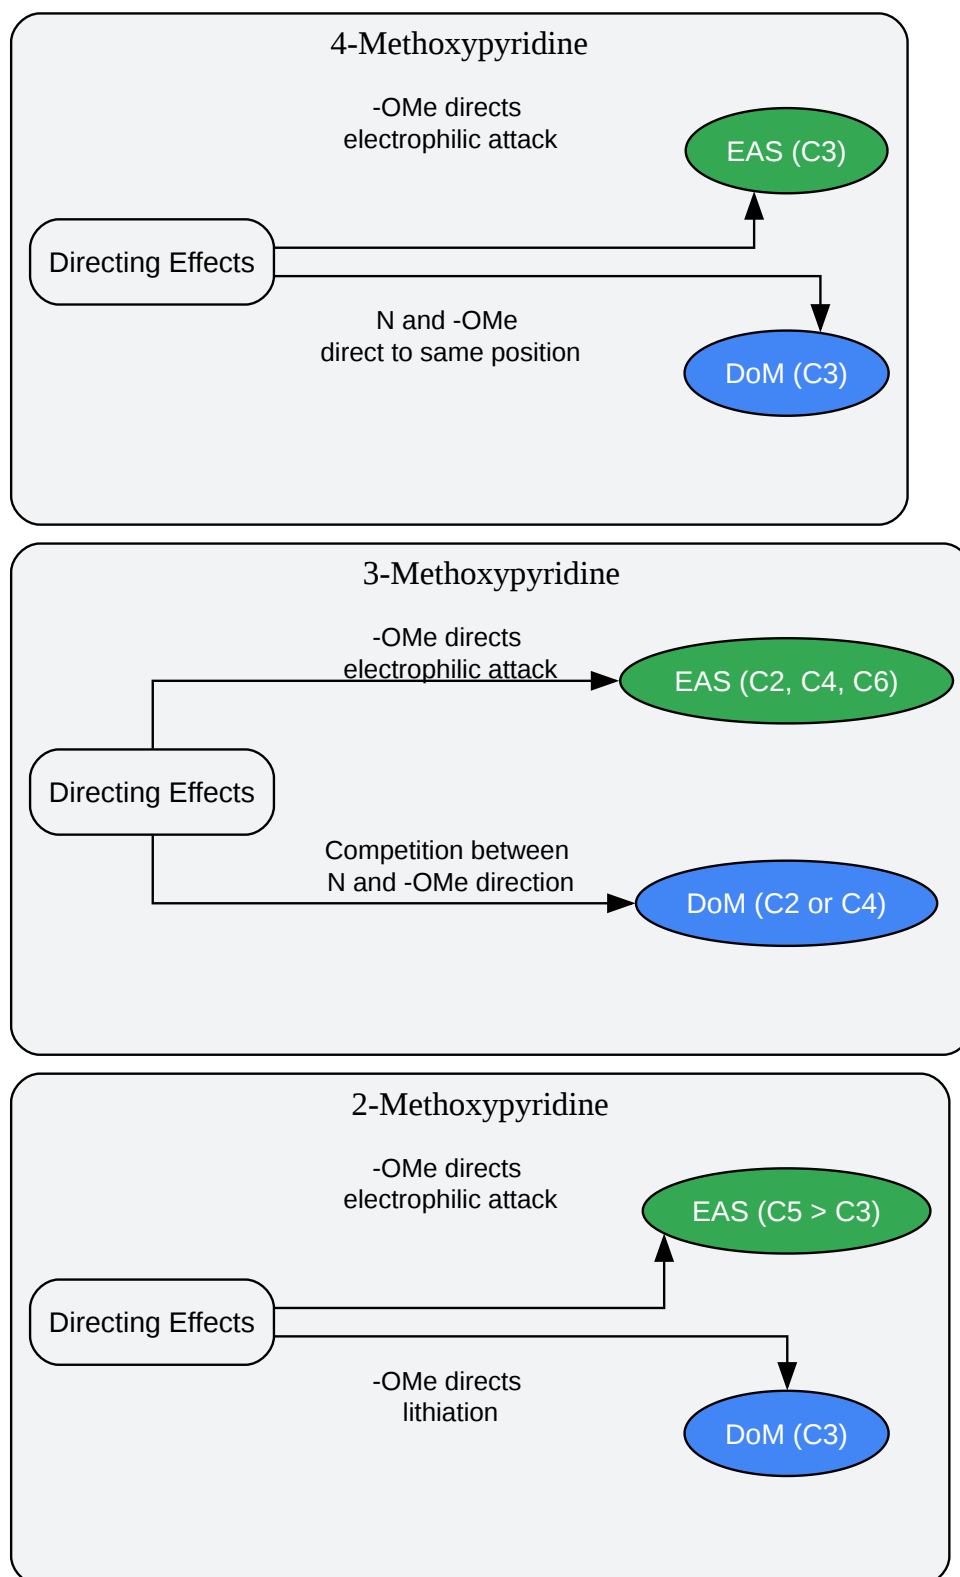 4-Methoxypyridine
-OMe directs
electrophilic attack
EAS (C3)
Directing Effects
N and -OMe
direct to same position
DoM (C3)
3-Methoxypyridine
-OMe directs
electrophilic attack
EAS (C2, C4, C6)
Directing Effects
Competition between
N and -OMe direction
DoM (C2 or C4)
2-Methoxypyridine
-OMe directs
electrophilic attack
EAS (C5 > C3)
Directing Effects
-OMe directs
lithiation
DoM (C3)